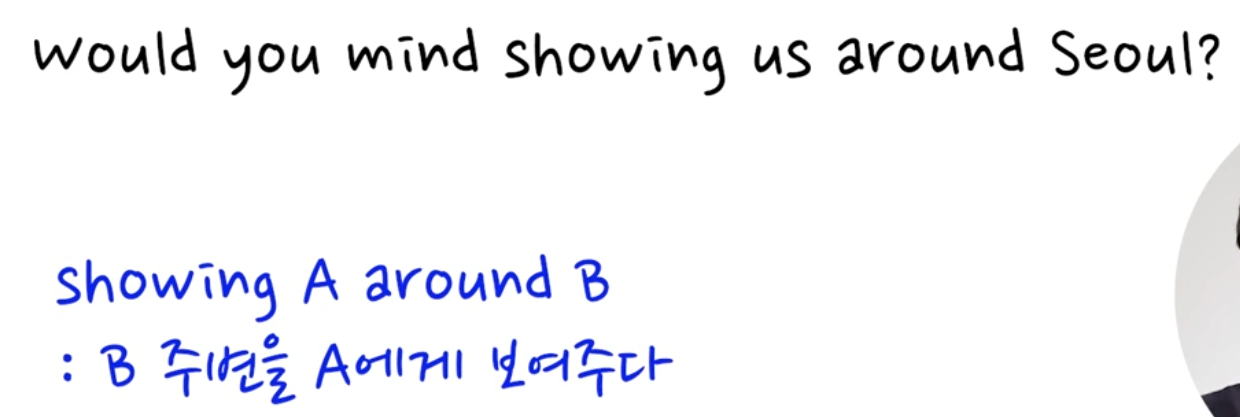 Would you mind showing us around Seoul?
showing A around B
: B 주변을 A에게 보여주다